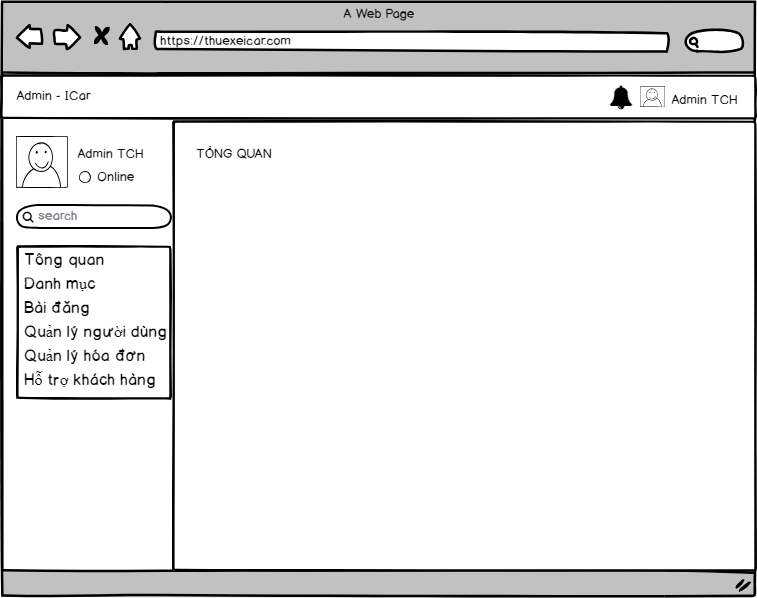 A Web Page
https://thuexeicar.com
Admin - ICar
Admin TCH
Admin TCH
Online
search
Tổng quan
Danh mục
Bài đăng
Quản lý người dùng
Quản lý hóa đơn
Hỗ trợ khách hàng
TỔNG QUAN